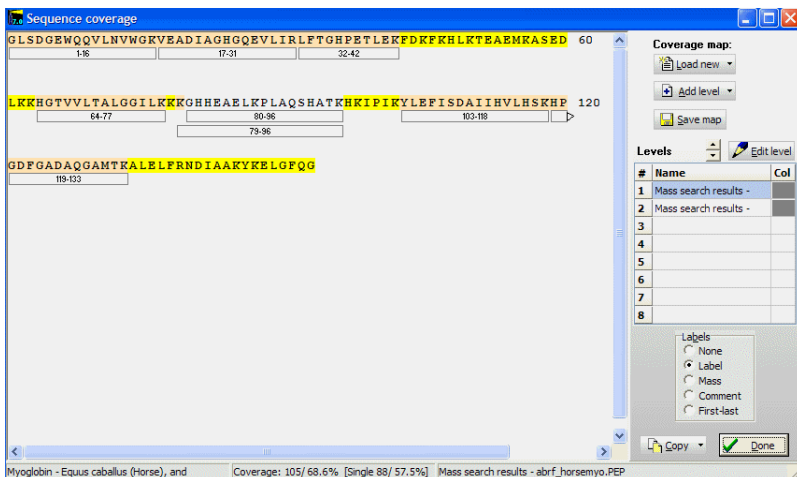 7.0 Sequence coverage
GLSDGEWQQVLNVWGKVEADIAGHGQEVLIRLFTGHPETLEKFDKFKHLKTEAEMKASED 60
1-16 17-31 32-42
LKKHGTVVLTALGGILKKKGHHEAELKPLAQSHATKHKIPIKYLEFISDAIIHVLHSKHP 120
64-77 80-96 103-118
79-96
GDFGADAQGAMTKALELFRNDIAAKYKELGFQG
119-133
Coverage map:
Load new
Add level
Save map
Levels Edit level
# Name Col
1 Mass search results -
2 Mass search results -
3
4
5
6
7
8
Labels
None
Label
Mass
Comment
First-last
Copy Done
Myoglobin - Equus caballus (Horse), and Coverage: 105/ 68.6% [Single 88/ 57.5%] Mass search results - abrf_horsemyo.PEP